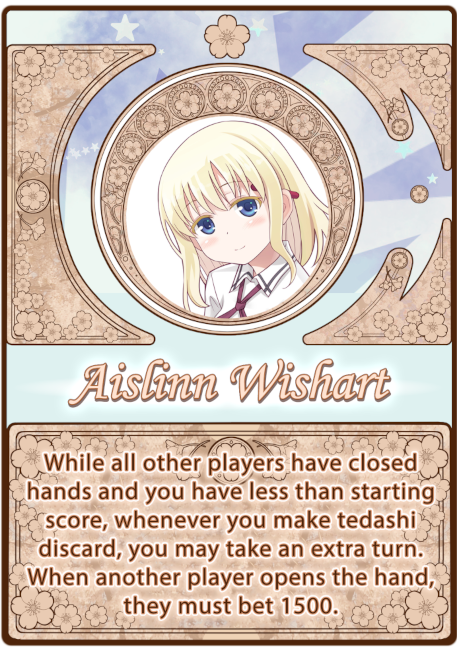 Aislinn Wishart
While all other players have closed
hands and you have less than starting
score, whenever you make tedashi
discard, you may take an extra turn.
When another player opens the hand,
they must bet 1500.